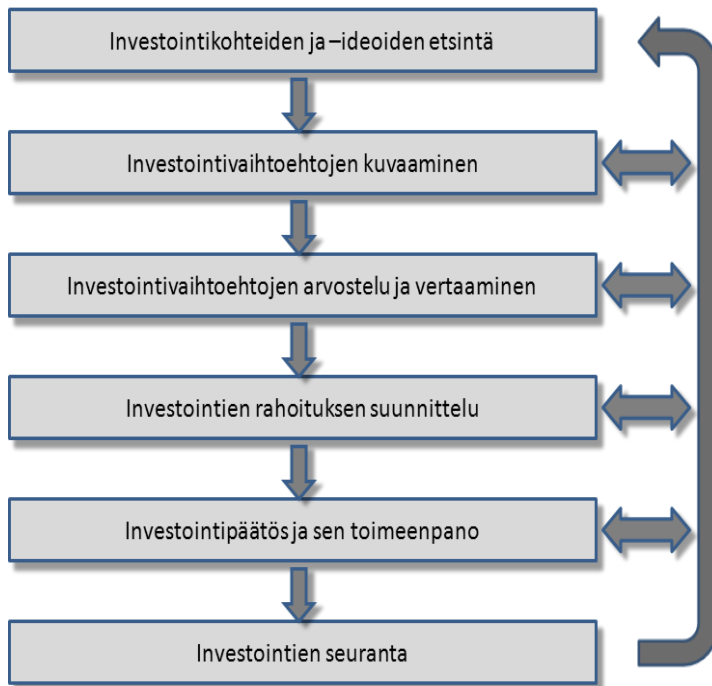 Investointikohteiden ja –ideoiden etsintä
Investointivaihtoehtojen kuvaaminen
Investointivaihtoehtojen arvostelu ja vertaaminen
Investointien rahoituksen suunnittelu
Investointipäätös ja sen toimeenpano
Investointien seuranta